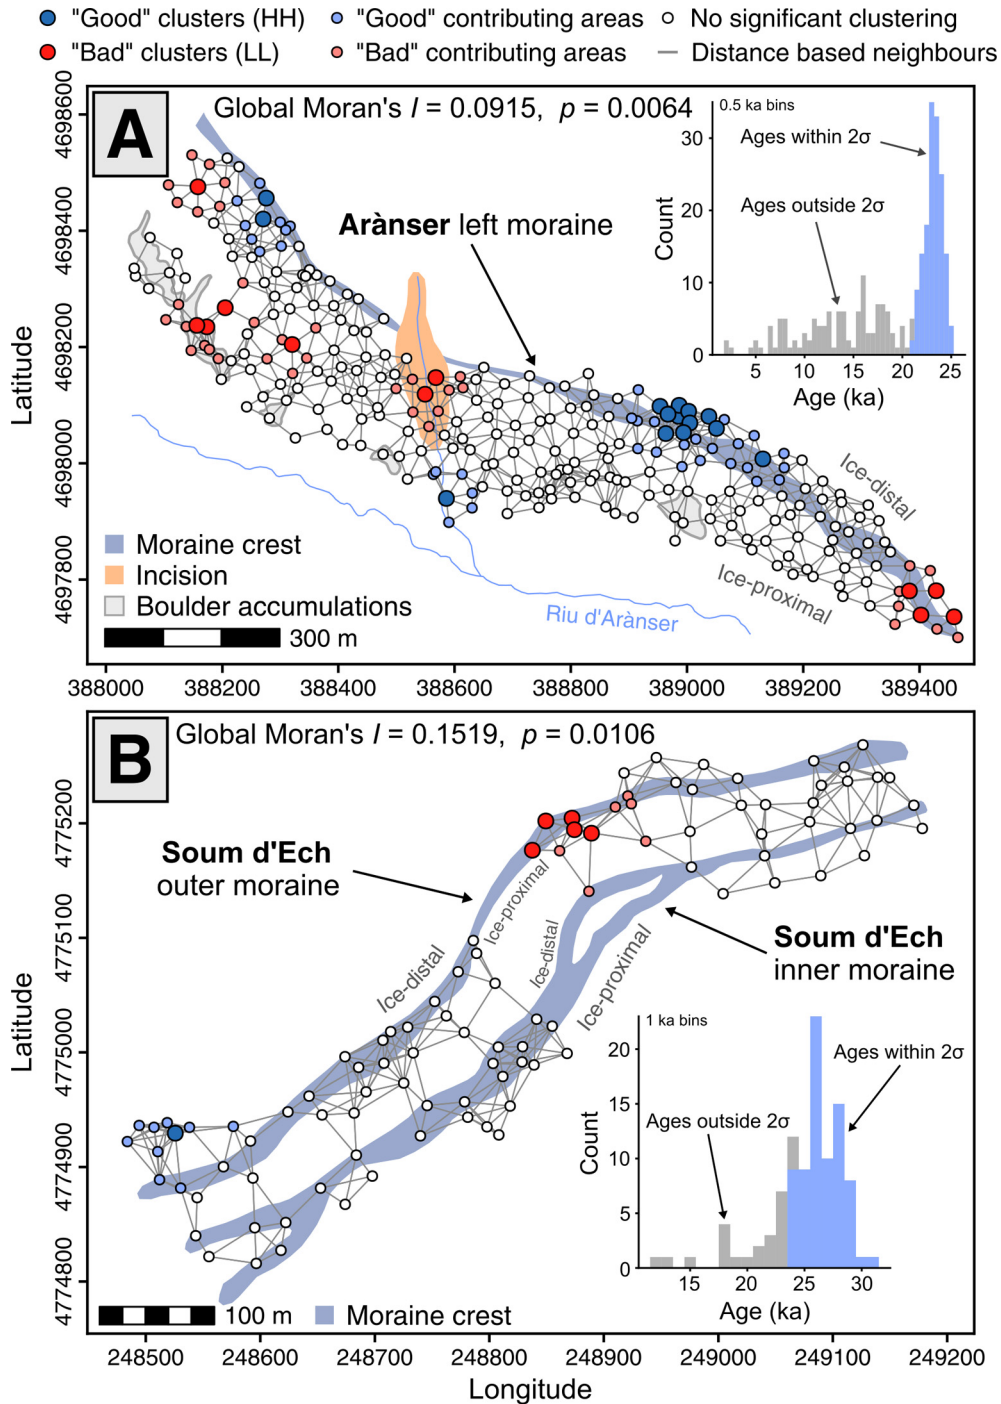 "Good" clusters (HH) "Good" contributing areas No significant clustering
"Bad" clusters (LL) "Bad" contributing areas Distance based neighbours
A
Global Moran's I = 0.0915, p = 0.0064
Arànser left moraine
0.5 ka bins
Ages within 2σ
Ages outside 2σ
Count
30
20
10
0
0 5 10 15 20 25
Age (ka)
Latitude
4698600
4698400
4698200
4698000
4697800
Ice-distal
Ice-proximal
Riu d'Arànser
Moraine crest
Incision
Boulder accumulations
300 m
388000 388200 388400 388600 388800 389000 389200 389400
B
Global Moran's I = 0.1519, p = 0.0106
Soum d'Ech
outer moraine
Ice-distal
Ice-proximal
Ice-distal
Ice-proximal
Soum d'Ech
inner moraine
1 ka bins
Ages within 2σ
Ages outside 2σ
Count
20
15
10
5
0
15 20 25 30
Age (ka)
Latitude
4775200
4775100
4775000
4774900
4774800
100 m
Moraine crest
248500 248600 248700 248800 248900 249000 249100 249200
Longitude